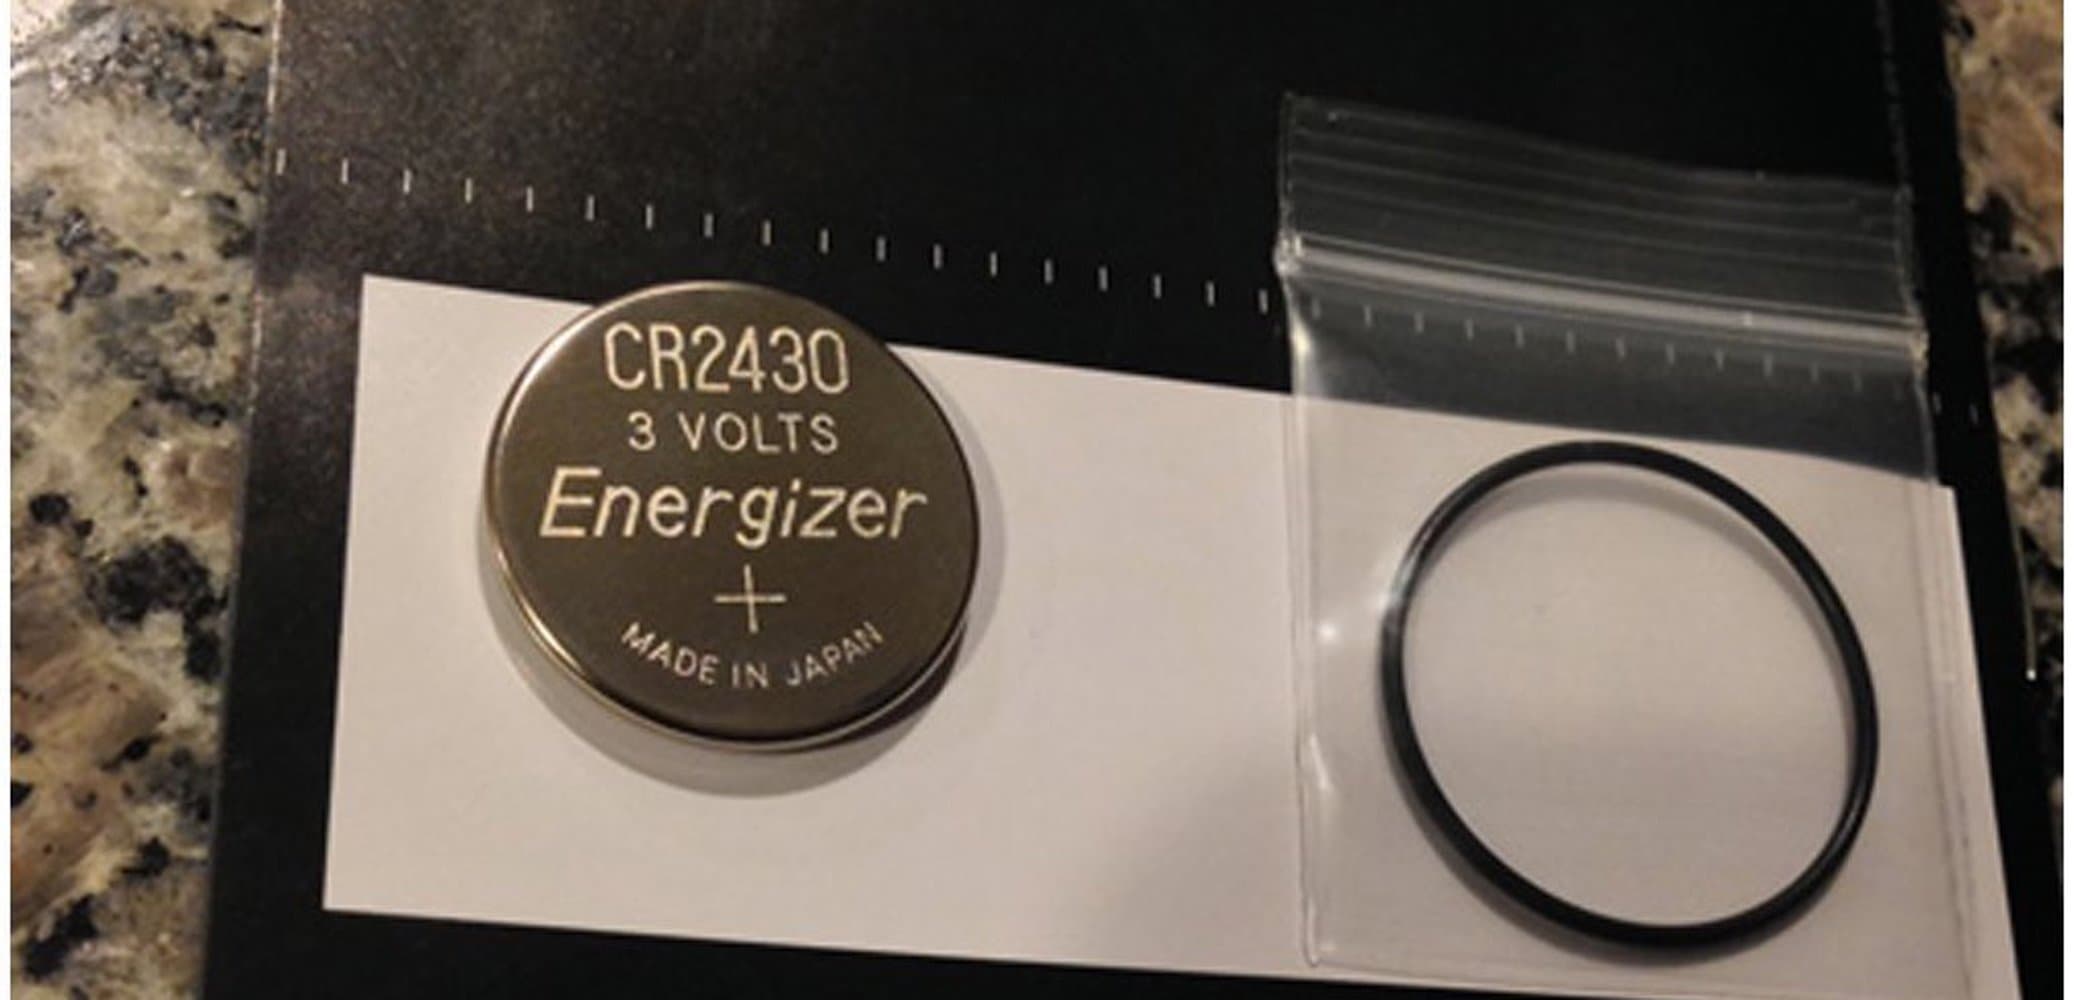 CR2430
3 VOLTS
Energizer
+
MADE IN JAPAN